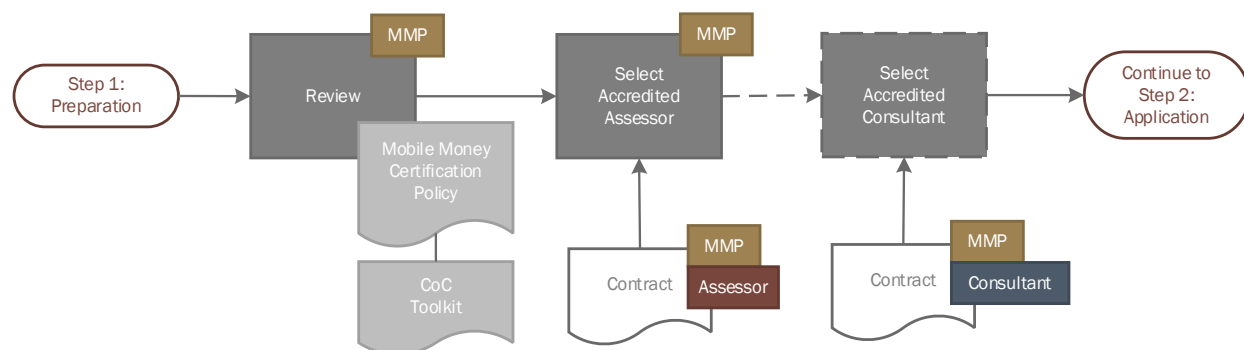 MMP
MMP
Step 1:
Preparation
Review
Select
Accredited
Assessor
Select
Accredited
Consultant
Continue to
Step 2:
Application
Mobile Money
Certification
Policy
CoC
Toolkit
MMP
Contract
Assessor
MMP
Contract
Consultant